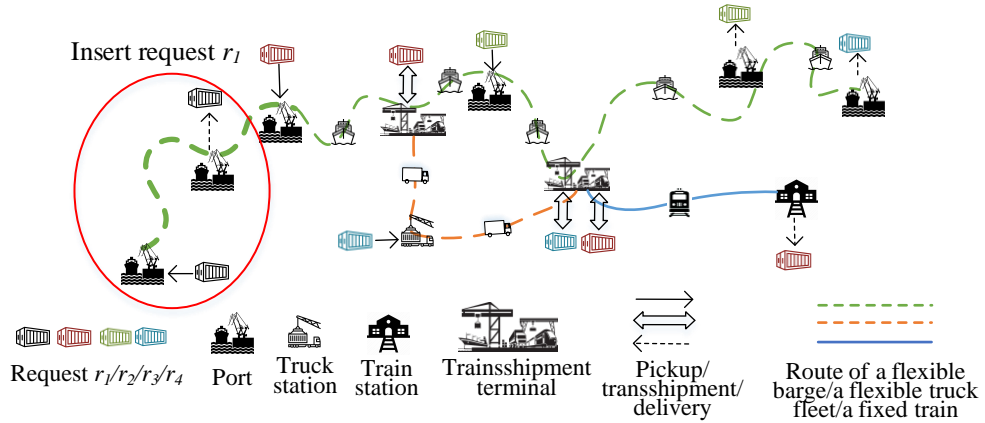 Insert request r1
Request r1/r2/r3/r4
Port
Truck
station
Train
station
Trainsshipment
terminal
Pickup/
transshipment/
delivery
Route of a flexible
barge/a flexible truck
fleet/a fixed train